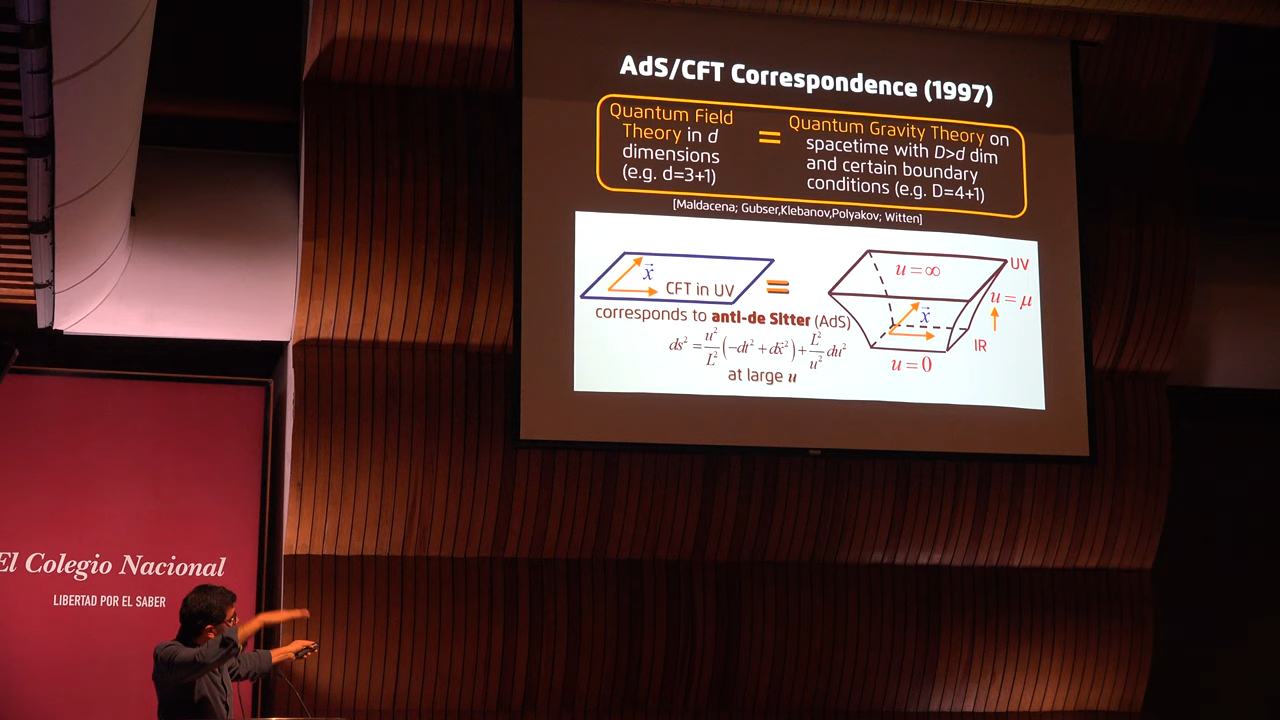 AdS/CFT Correspondence (1997)
Quantum Field
Theory in d
dimensions
(e.g. d=3+1)
=
Quantum Gravity Theory on
spacetime with D>d dim
and certain boundary
conditions (e.g. D=4+1)
[Maldacena; Gubser,Klebanov,Polyakov; Witten]
x⃗
CFT in UV
=
u = ∞
UV
u = μ
x⃗
IR
u = 0
corresponds to anti-de Sitter (AdS)
ds² = u²/L² (−dt² + dx⃗²) + L²/u² du²
at large u
El Colegio Nacional
LIBERTAD POR EL SABER